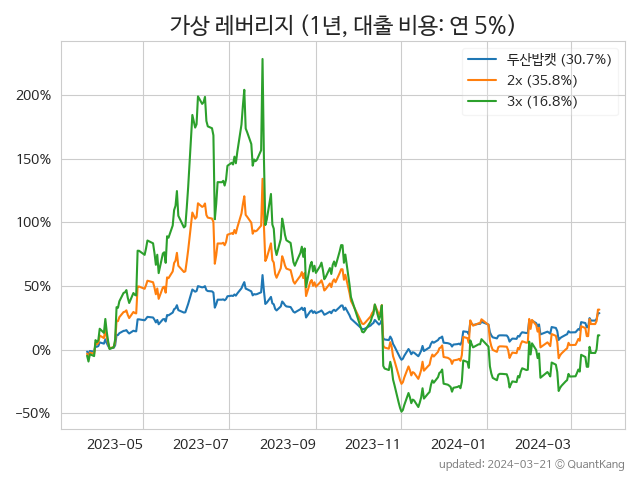 가상 레버리지 (1년, 대출 비용: 연 5%)
두산밥캣 (30.7%)
2x (35.8%)
3x (16.8%)
200%
150%
100%
50%
0%
−50%
2023-05
2023-07
2023-09
2023-11
2024-01
2024-03
updated: 2024-03-21 © QuantKang